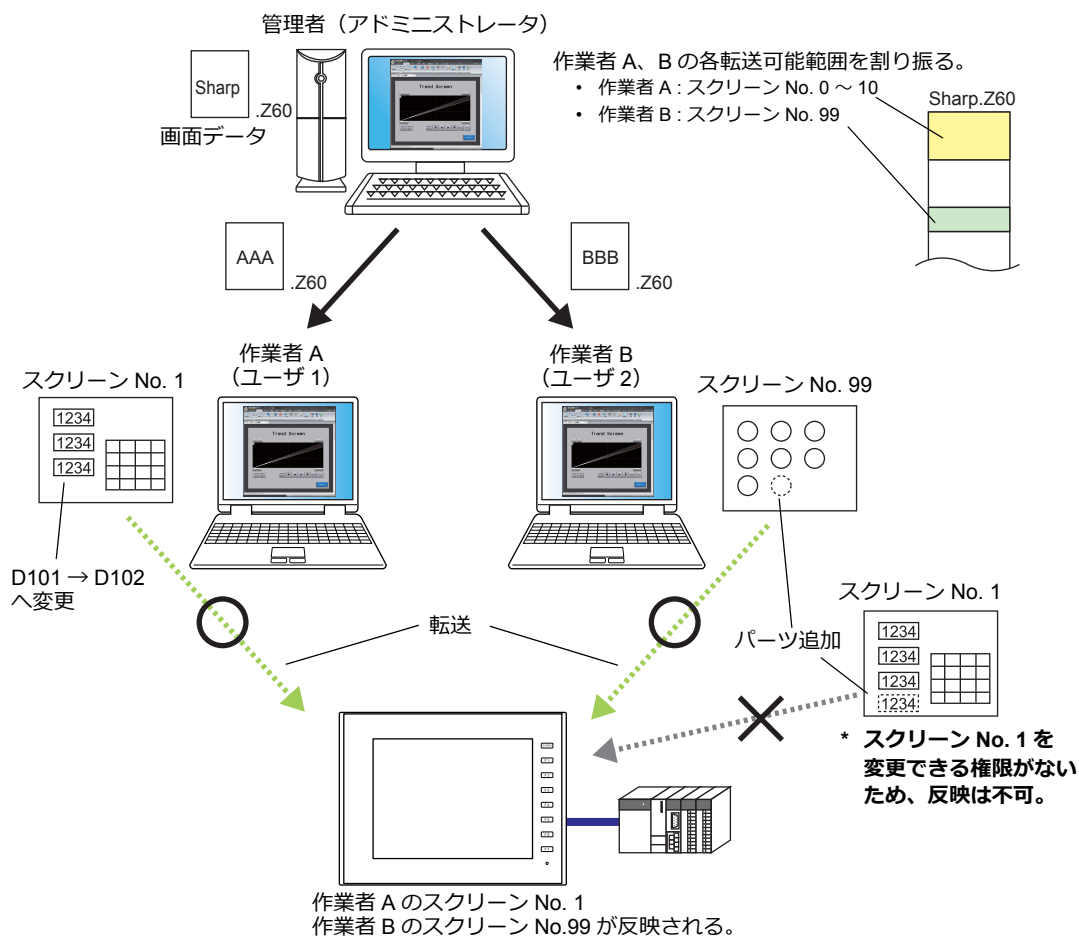 管理者（アドミニストレータ）
Sharp
.Z60
画面データ
Trend Screen
作業者 A、B の各転送可能範囲を割り振る。
• 作業者 A : スクリーン No. 0 ～ 10
• 作業者 B : スクリーン No. 99
Sharp.Z60
AAA
.Z60
BBB
.Z60
作業者 A
（ユーザ 1）
作業者 B
（ユーザ 2）
スクリーン No. 1
1234
1234
1234
Trend Screen
Trend Screen
スクリーン No. 99
D101 → D102
へ変更
転送
パーツ追加
スクリーン No. 1
1234
1234
1234
1234
* スクリーン No. 1 を
変更できる権限がない
ため、反映は不可。
作業者 A のスクリーン No. 1
作業者 B のスクリーン No.99 が反映される。